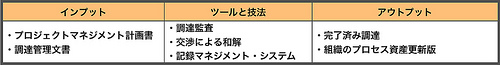 インプット
ツールと技法
アウトプット
・プロジェクトマネジメント計画書
・調達管理文書
・調達監査
・交渉による和解
・記録マネジメント・システム
・完了済み調達
・組織のプロセス資産更新版